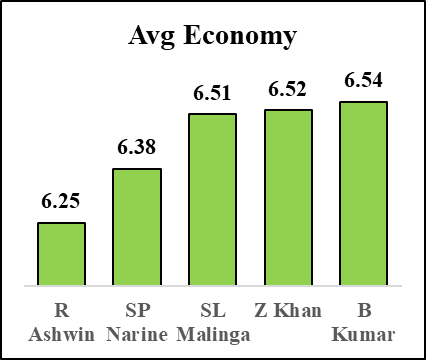 Avg Economy
6.25
6.38
6.51
6.52
6.54
R Ashwin
SP Narine
SL Malinga
Z Khan
B Kumar